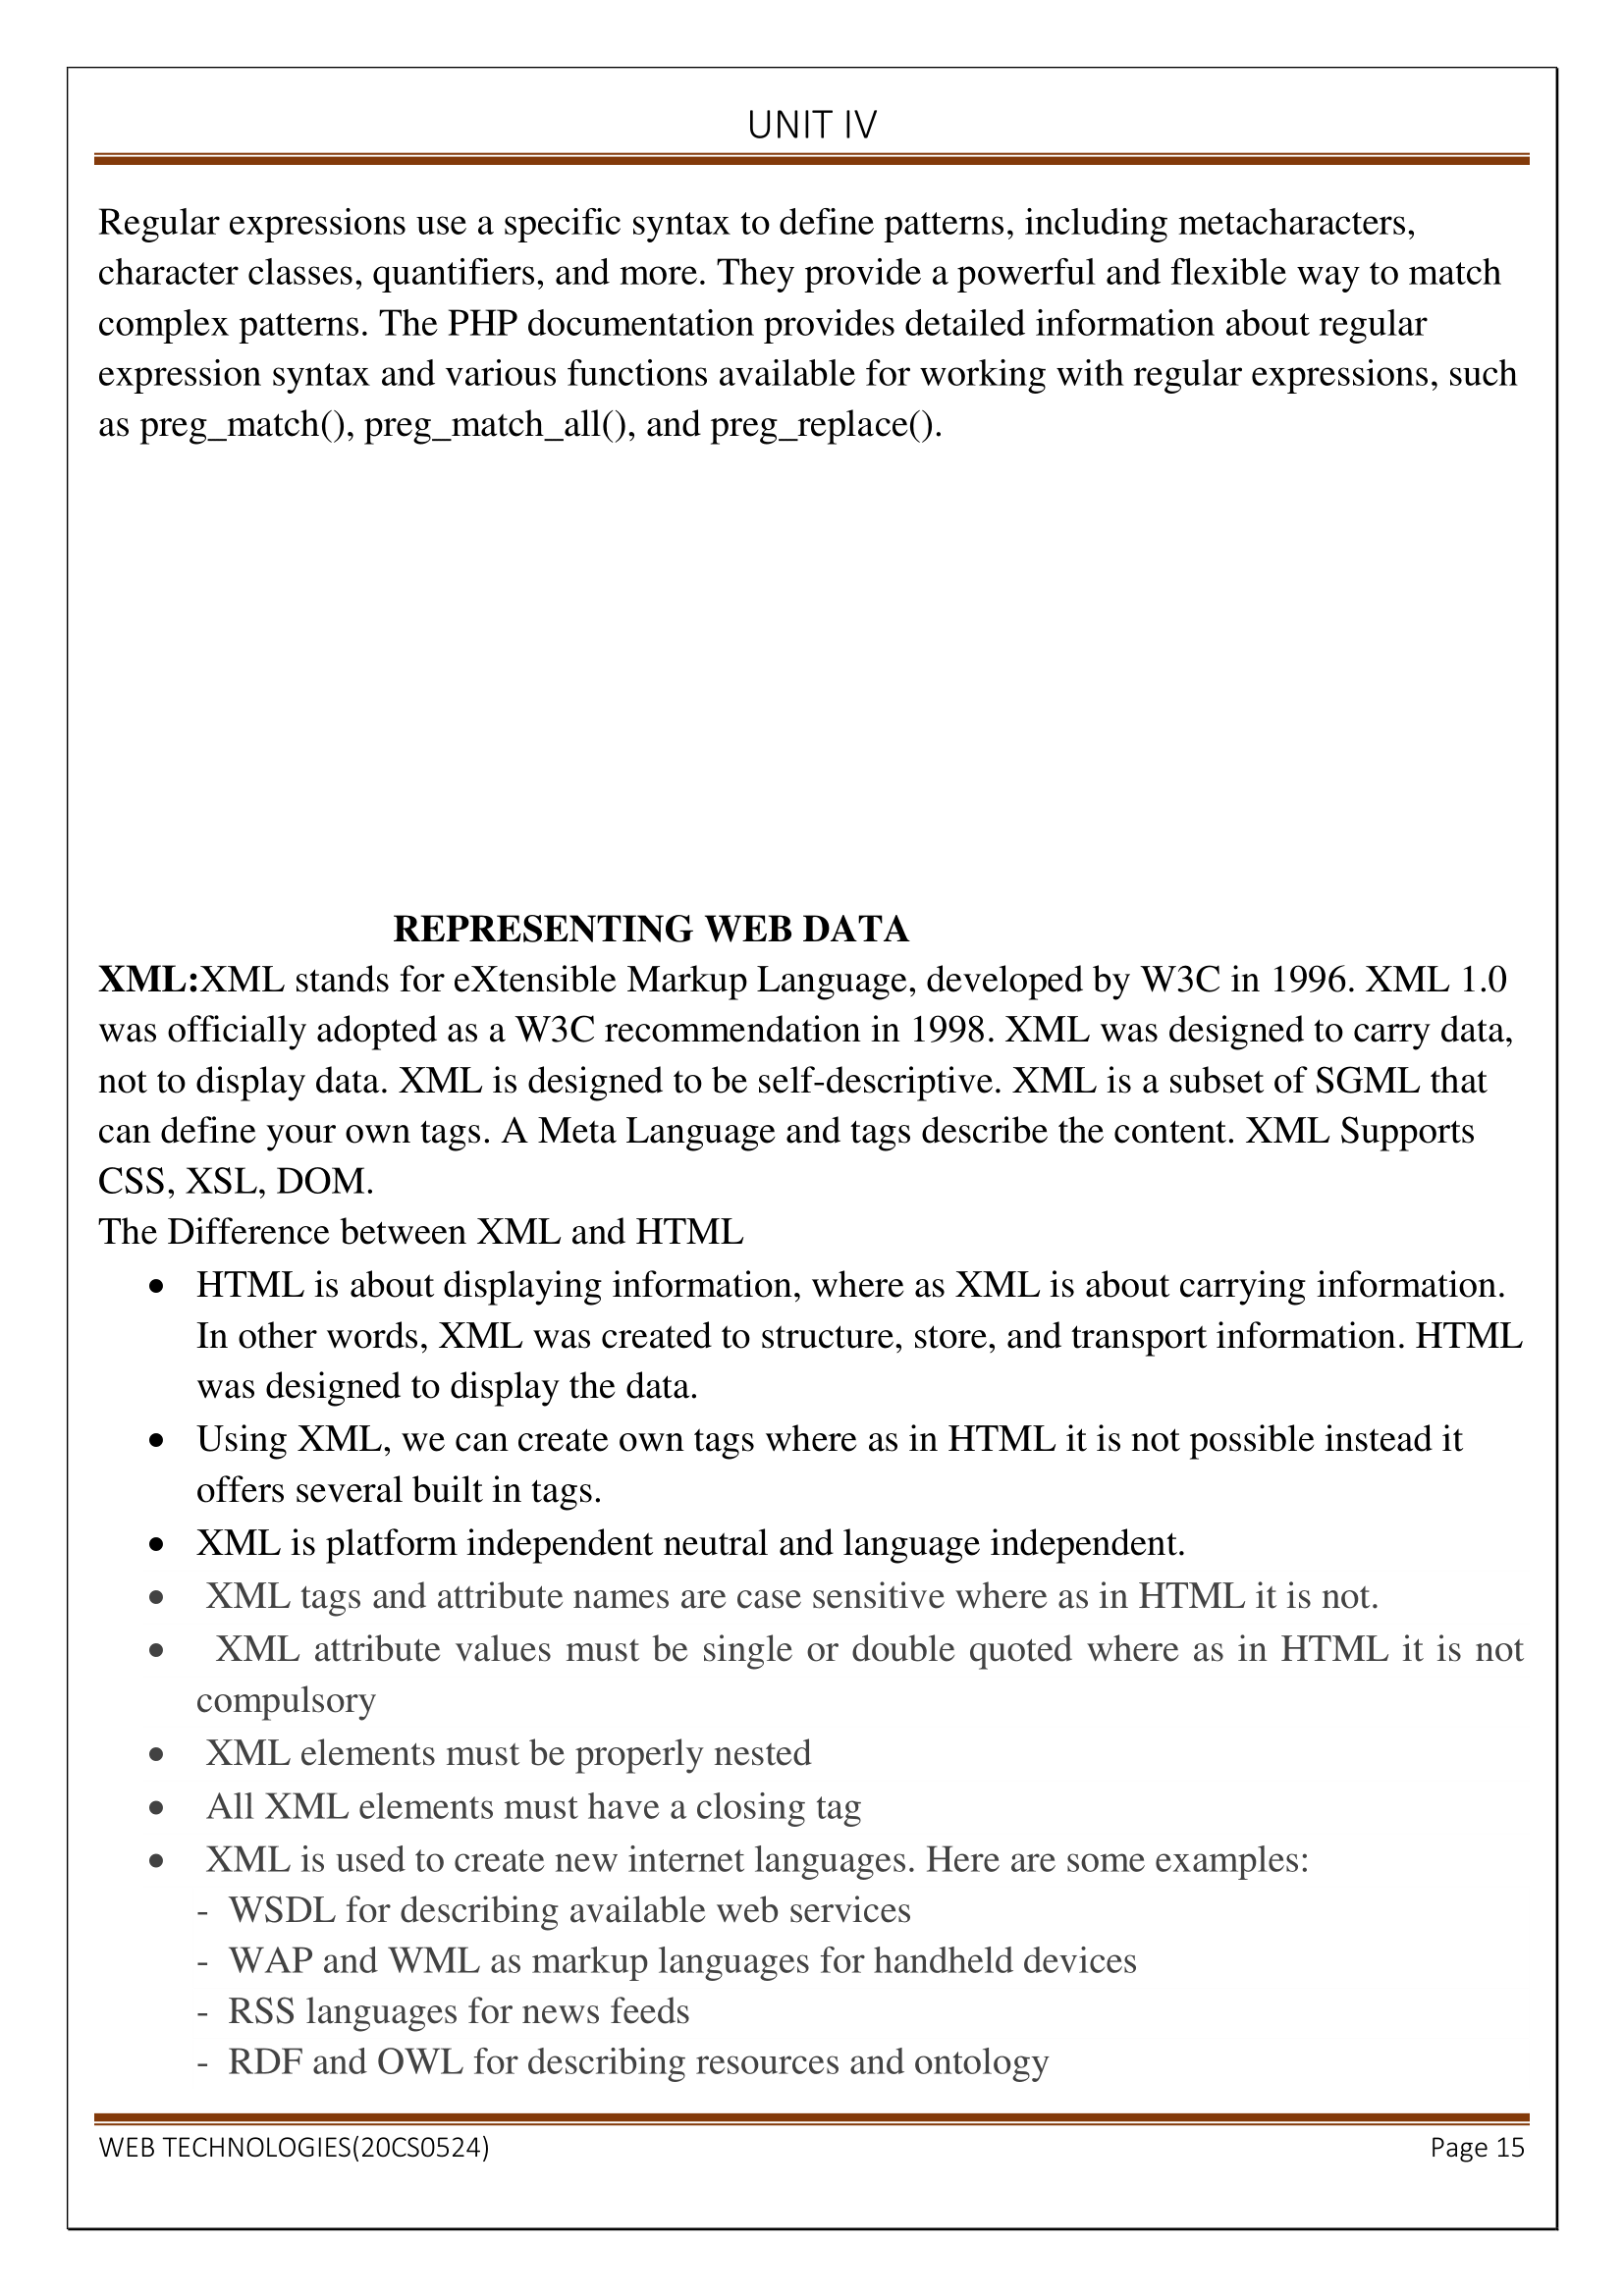 UNIT IV
Regular expressions use a specific syntax to define patterns, including metacharacters,
character classes, quantifiers, and more. They provide a powerful and flexible way to match
complex patterns. The PHP documentation provides detailed information about regular
expression syntax and various functions available for working with regular expressions, such
as preg_match(), preg_match_all(), and preg_replace().
REPRESENTING WEB DATA
XML:XML stands for eXtensible Markup Language, developed by W3C in 1996. XML 1.0
was officially adopted as a W3C recommendation in 1998. XML was designed to carry data,
not to display data. XML is designed to be self-descriptive. XML is a subset of SGML that
can define your own tags. A Meta Language and tags describe the content. XML Supports
CSS, XSL, DOM.
The Difference between XML and HTML
• HTML is about displaying information, where as XML is about carrying information.
In other words, XML was created to structure, store, and transport information. HTML
was designed to display the data.
• Using XML, we can create own tags where as in HTML it is not possible instead it
offers several built in tags.
• XML is platform independent neutral and language independent.
• XML tags and attribute names are case sensitive where as in HTML it is not.
• XML attribute values must be single or double quoted where as in HTML it is not
compulsory
• XML elements must be properly nested
• All XML elements must have a closing tag
• XML is used to create new internet languages. Here are some examples:
- WSDL for describing available web services
- WAP and WML as markup languages for handheld devices
- RSS languages for news feeds
- RDF and OWL for describing resources and ontology
WEB TECHNOLOGIES(20CS0524) Page 15